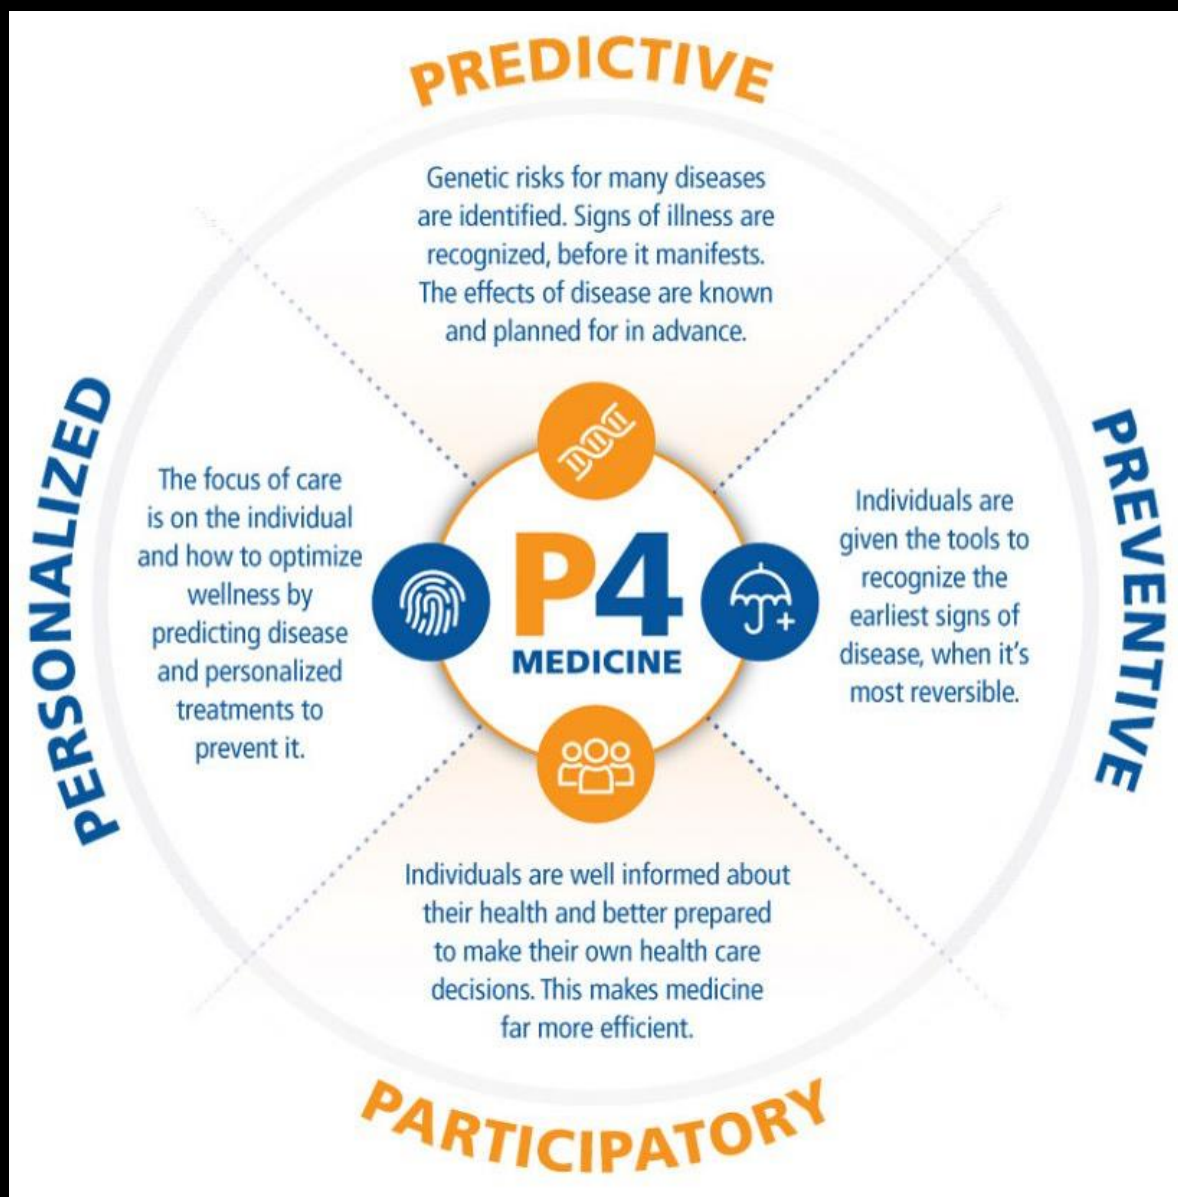 PREDICTIVE
Genetic risks for many diseases
are identified. Signs of illness are
recognized, before it manifests.
The effects of disease are known
and planned for in advance.
PERSONALIZED
The focus of care
is on the individual
and how to optimize
wellness by
predicting disease
and personalized
treatments to
prevent it.
P4
MEDICINE
PREVENTIVE
Individuals are
given the tools to
recognize the
earliest signs of
disease, when it's
most reversible.
Individuals are well informed about
their health and better prepared
to make their own health care
decisions. This makes medicine
far more efficient.
PARTICIPATORY